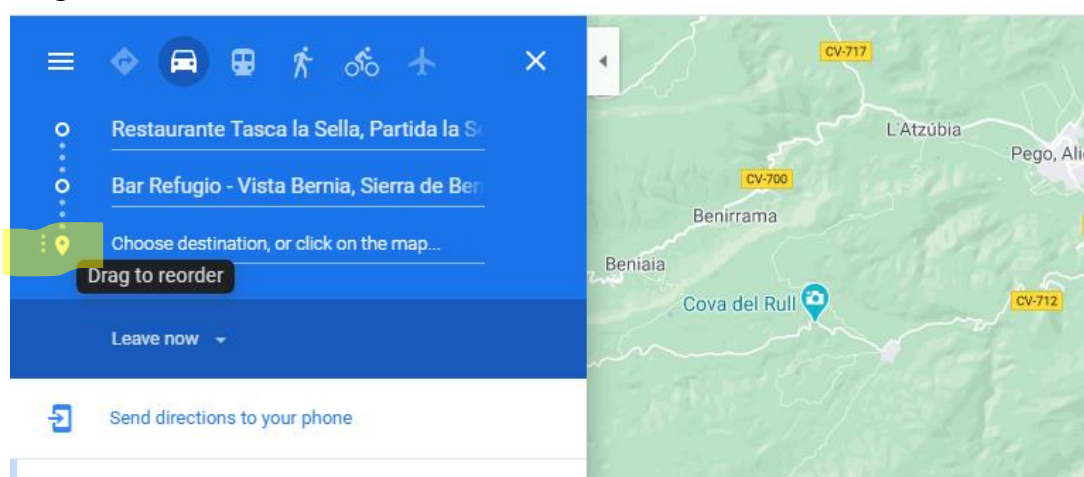 Restaurante Tasca la Sella, Partida la S
Bar Refugio - Vista Bernia, Sierra de Ber
Choose destination, or click on the map...
Drag to reorder
Leave now
Send directions to your phone
CV-717
L'Atzúbia
Pego, Ali
CV-700
Benirrama
Beniaia
Cova del Rull
CV-712